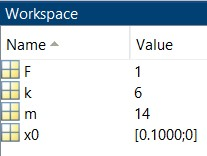 Workspace
Name Value
F 1
k 6
m 14
x0 [0.1000;0]